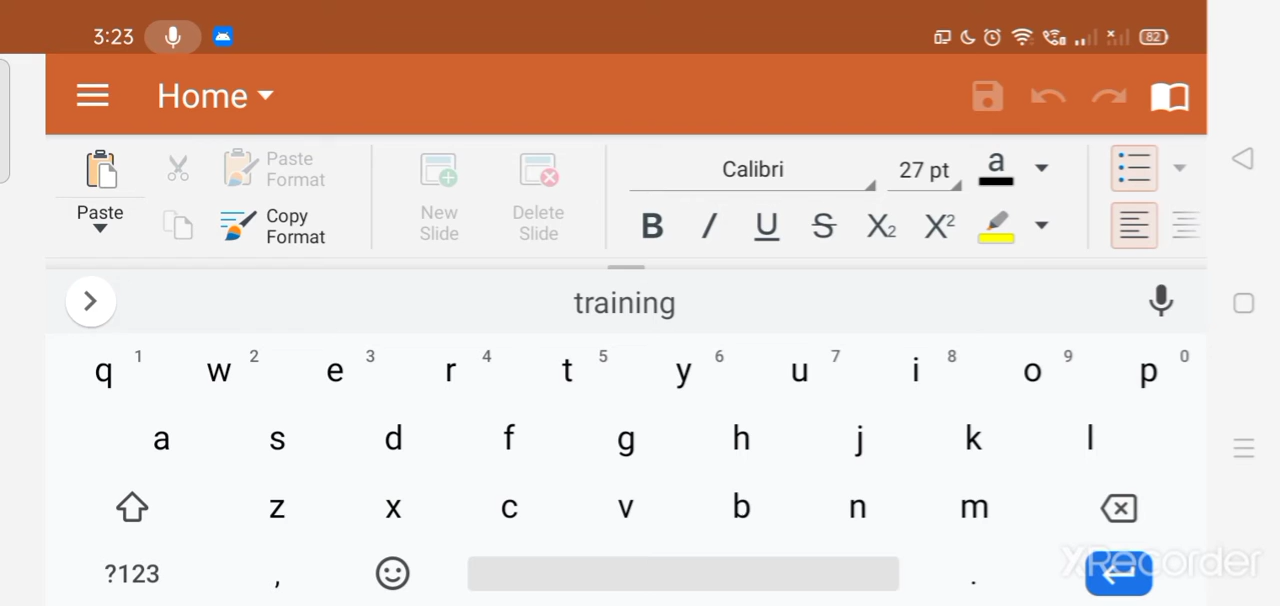 3:23 82
Home
Paste
Paste Format
Copy Format
New Slide
Delete Slide
Calibri 27 pt a
B I U S X2 X2
training
q 1 w 2 e 3 r 4 t 5 y 6 u 7 i 8 o 9 p 0
a s d f g h j k l
z x c v b n m
?123 , .
XRecorder